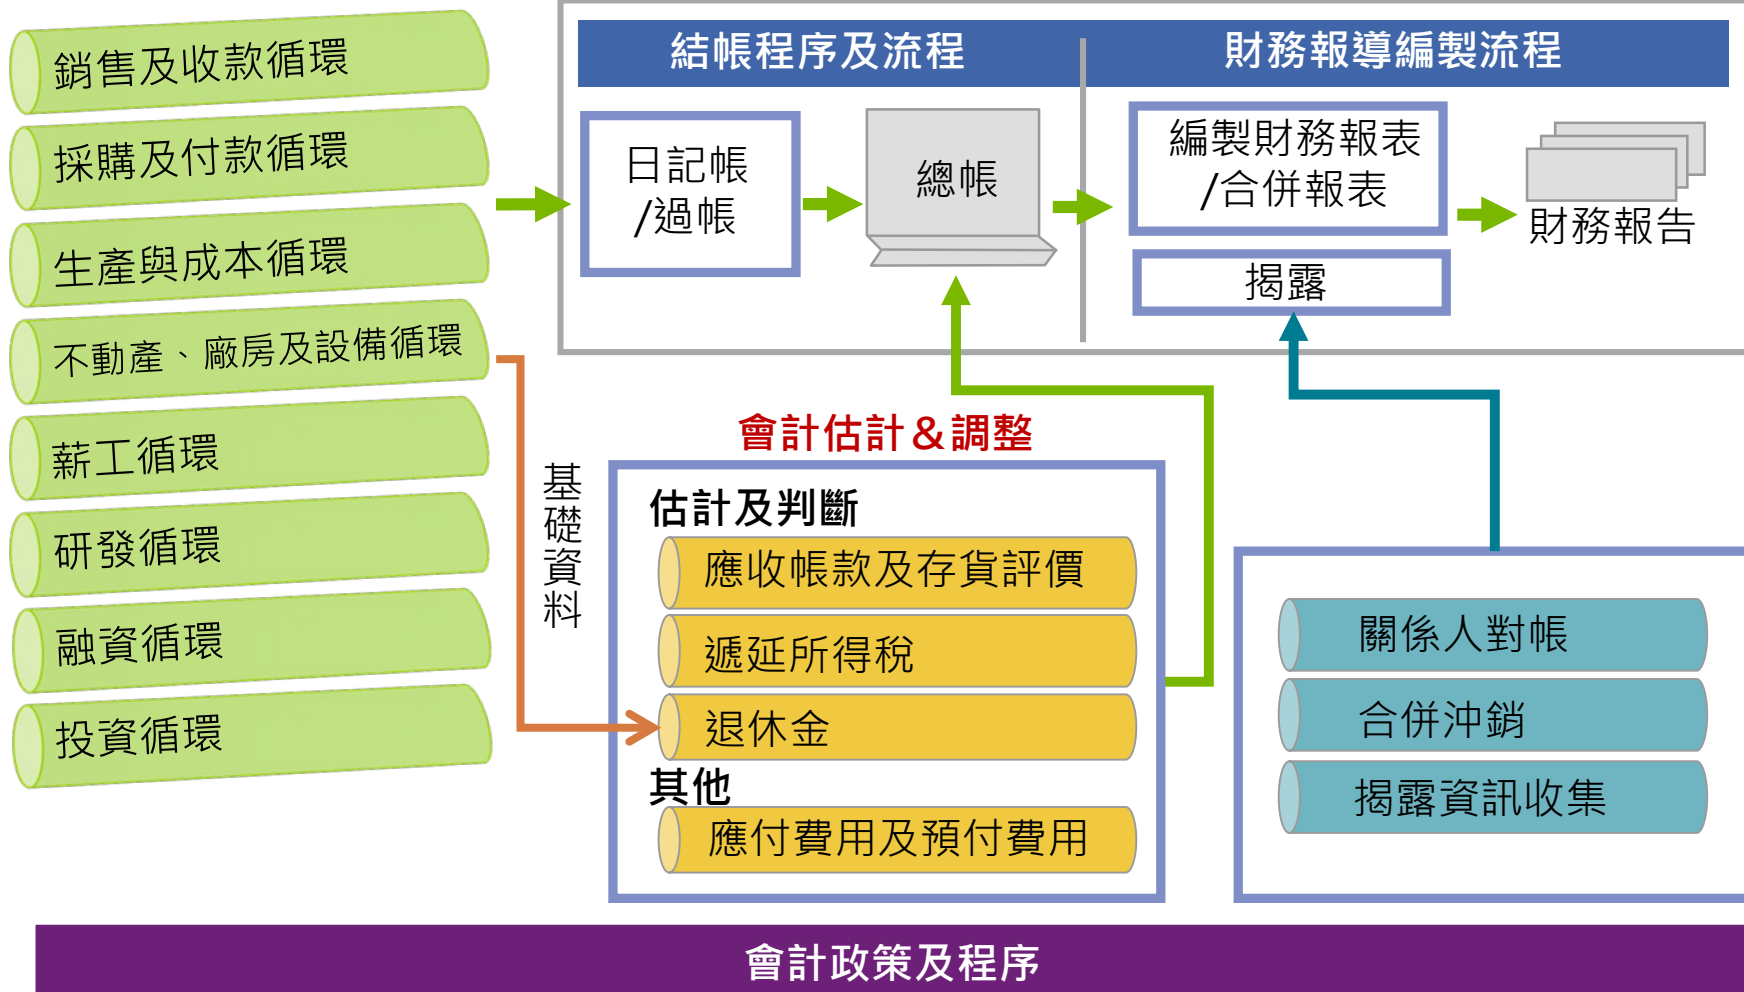 銷售及收款循環
採購及付款循環
生產與成本循環
不動產、廠房及設備循環
薪工循環
研發循環
融資循環
投資循環
結帳程序及流程
財務報導編製流程
日記帳
/過帳
總帳
編製財務報表
/合併報表
揭露
財務報告
基礎資料
會計估計＆調整
估計及判斷
應收帳款及存貨評價
遞延所得稅
退休金
其他
應付費用及預付費用
關係人對帳
合併沖銷
揭露資訊收集
會計政策及程序